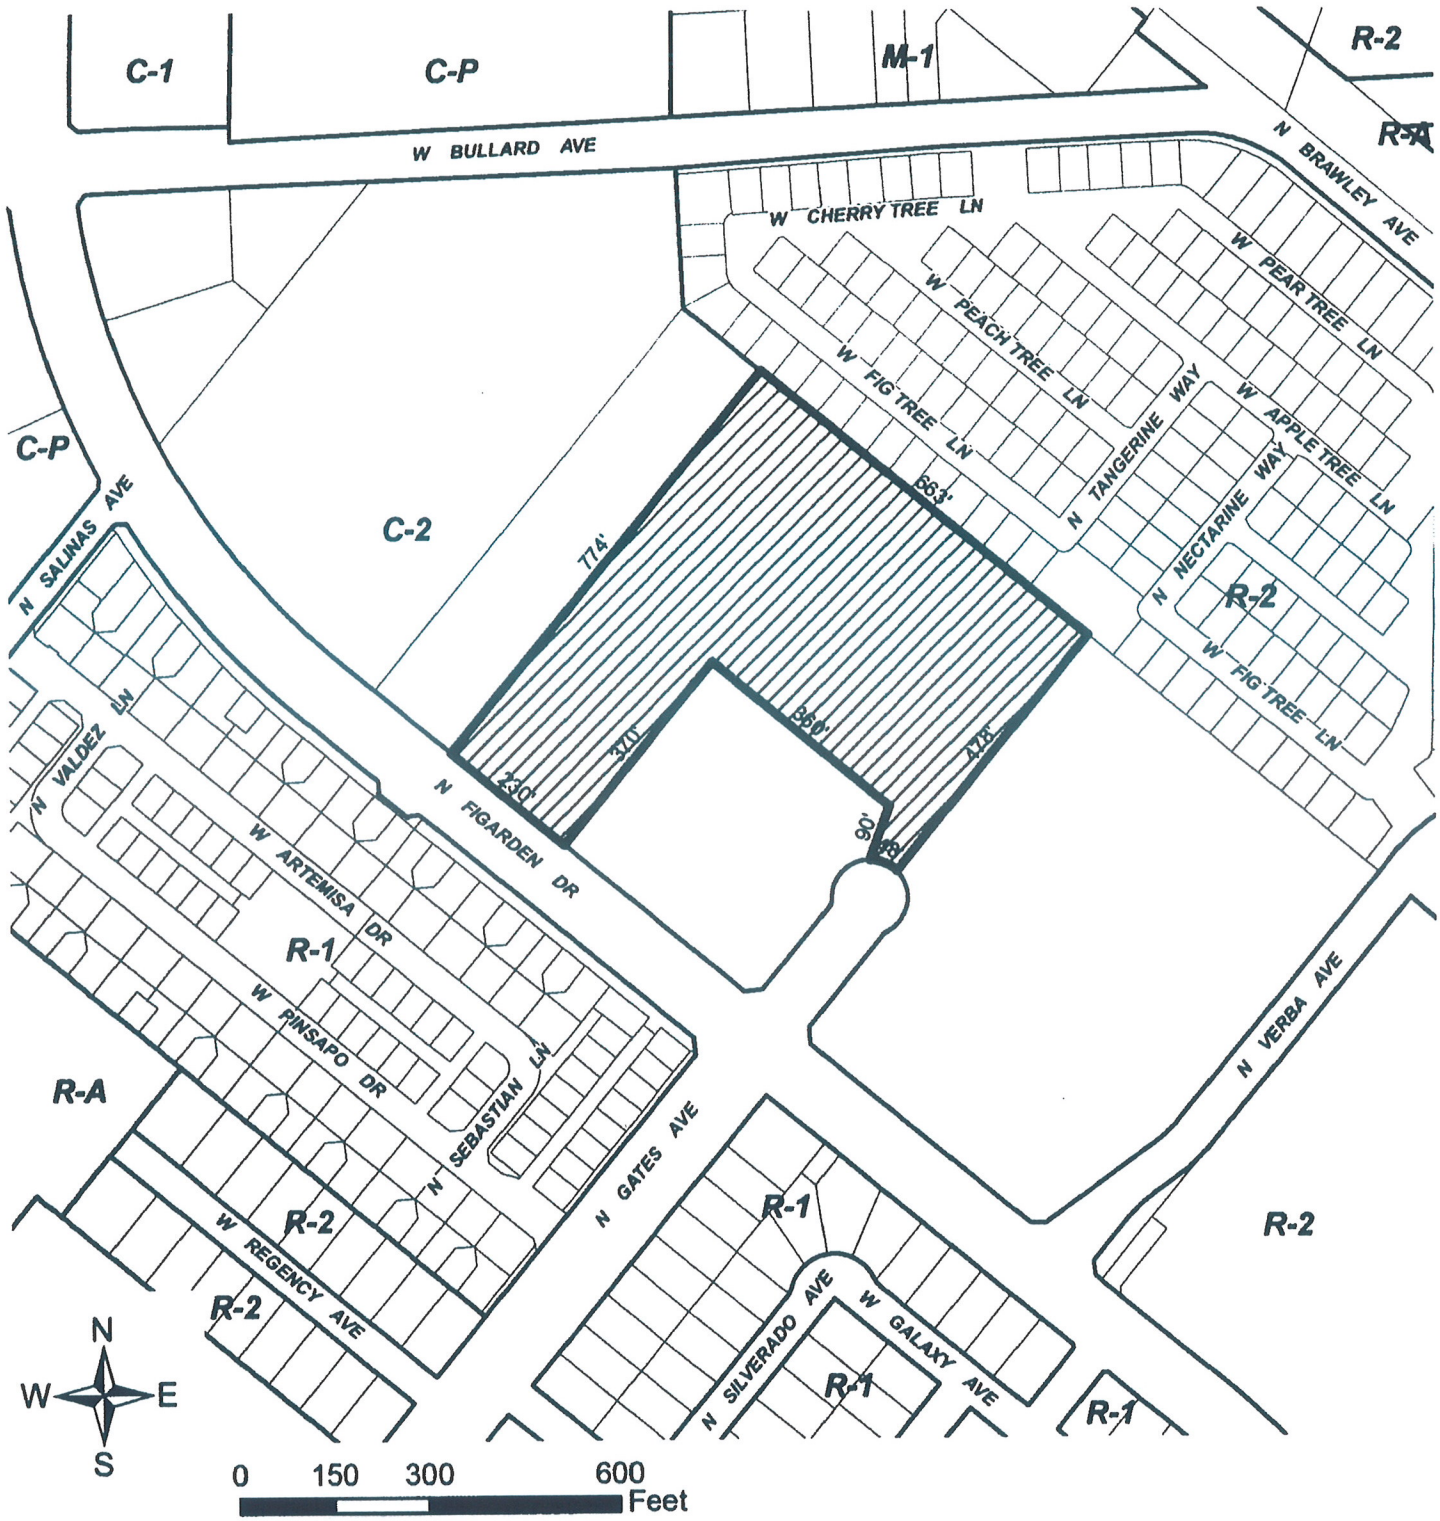 C-1
C-P
M-1
R-2
R-A
W BULLARD AVE
N BRAWLEY AVE
W CHERRY TREE LN
W PEAR TREE LN
W PEACH TREE LN
W FIG TREE LN
N TANGERINE WAY
W APPLE TREE LN
C-P
N SALINAS AVE
C-2
774'
663'
N NECTARINE WAY
R-2
W FIG TREE LN
N VALDEZ LN
370'
360'
478'
230'
90'
N FIGARDEN DR
W ARTEMISA DR
R-1
W PINSAPO DR
N SEBASTIAN LN
N VERBA AVE
R-A
N GATES AVE
R-2
W REGENCY AVE
R-2
R-1
R-2
N SILVERADO AVE
W GALAXY AVE
R-1
R-1
N
W E
S
0 150 300 600
Feet